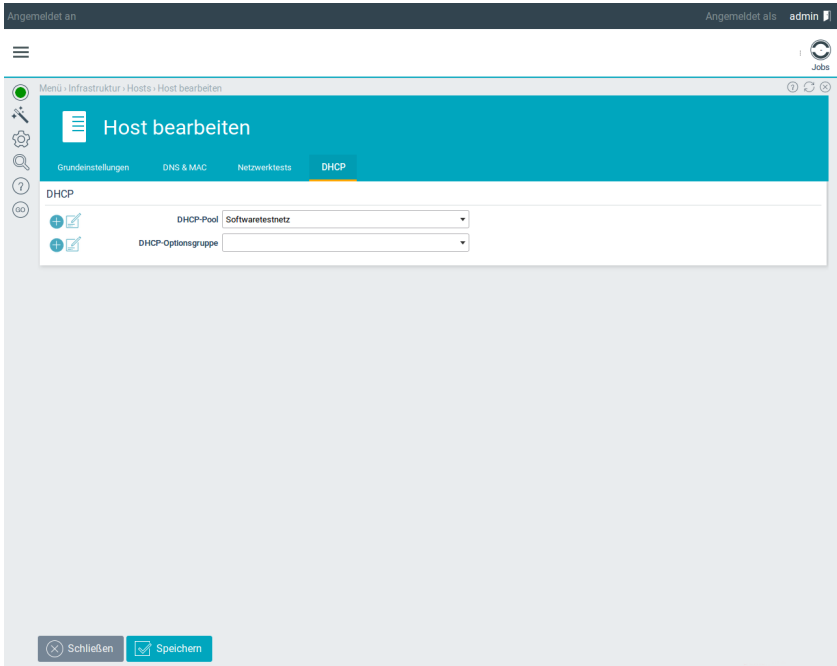 Angemeldet an
Angemeldet als admin
Jobs
Menü › Infrastruktur › Hosts › Host bearbeiten
Host bearbeiten
Grundeinstellungen DNS & MAC Netzwerktests DHCP
DHCP
DHCP-Pool Softwaretestnetz
DHCP-Optionsgruppe
GO
Schließen Speichern